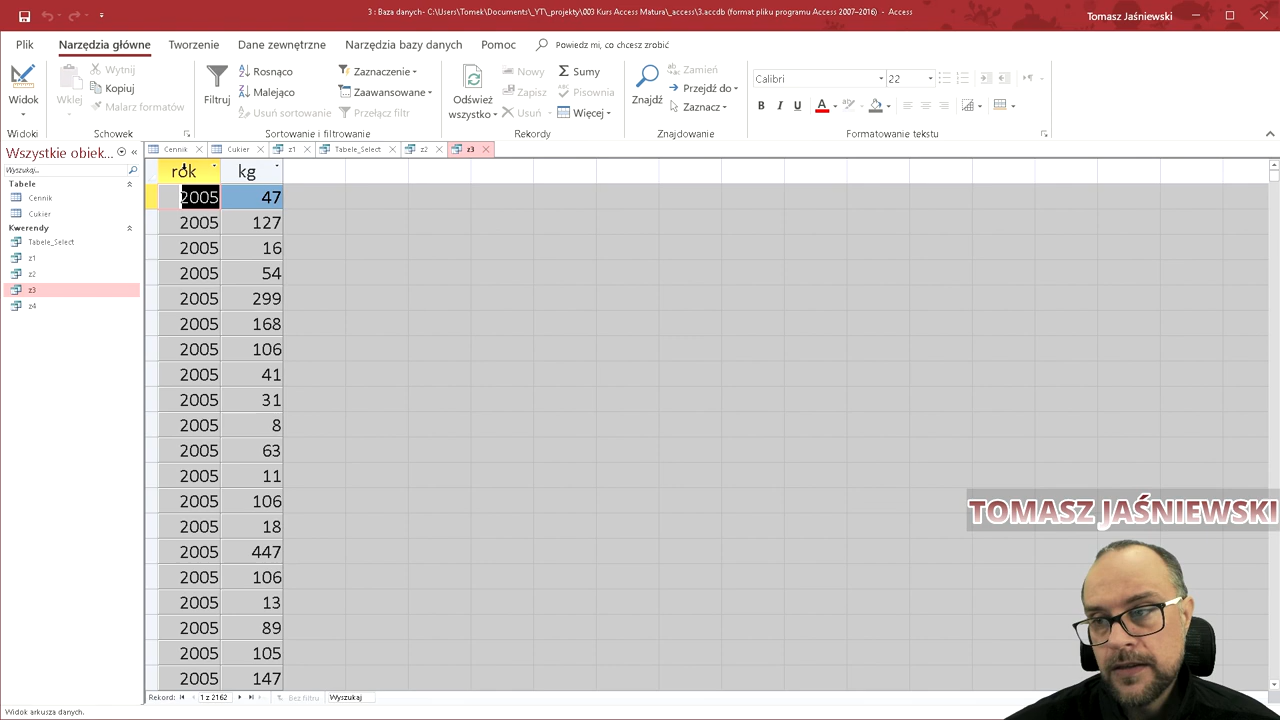 3 : Baza danych- C:\Users\Tomek\Documents\_YT\_projekty\003 Kurs Access Matura\_access\3.accdb (format pliku programu Access 2007–2016) - Access
Tomasz Jaśniewski
Plik Narzędzia główne Tworzenie Dane zewnętrzne Narzędzia bazy danych Pomoc Powiedz mi, co chcesz zrobić
Widok
Widoki
Wklej
Wytnij
Kopiuj
Malarz formatów
Schowek
Filtruj
Rosnąco
Malejąco
Usuń sortowanie
Zaznaczenie
Zaawansowane
Przełącz filtr
Sortowanie i filtrowanie
Odśwież
wszystko
Nowy
Zapisz
Usuń
Sumy
Pisownia
Więcej
Rekordy
Znajdź
Zamień
Przejdź do
Zaznacz
Znajdowanie
Calibri 22
B I U A
Formatowanie tekstu
Wszystkie obiek...
Wyszukaj...
Tabele
Cennik
Cukier
Kwerendy
Tabele_Select
z1
z2
z3
z4
Cennik Cukier z1 Tabele_Select z2 z3
rok kg
2005 47
2005 127
2005 16
2005 54
2005 299
2005 168
2005 106
2005 41
2005 31
2005 8
2005 63
2005 11
2005 106
2005 18
2005 447
2005 106
2005 13
2005 89
2005 105
2005 147
TOMASZ JAŚNIEWSKI
Rekord: 1 z 2162 Bez filtru Wyszukaj
Widok arkusza danych.